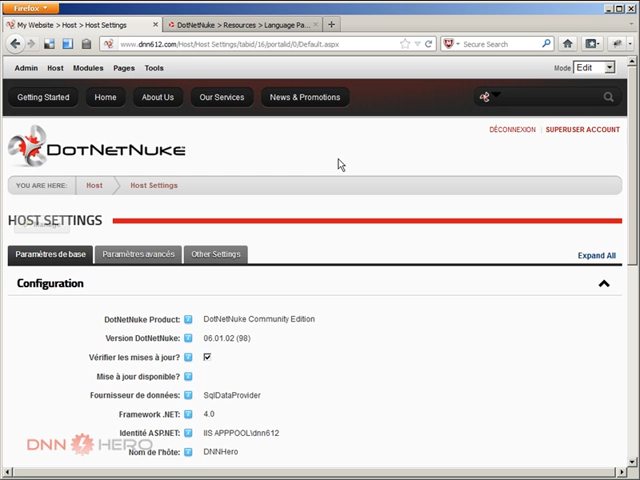 Firefox
My Website > Host > Host Settings
DotNetNuke > Resources > Language Pa...
www.dnn612.com/Host/Host Settings/tabid/16/portalid/0/Default.aspx
Secure Search
Admin Host Modules Pages Tools
Mode Edit
Getting Started Home About Us Our Services News & Promotions
DÉCONNEXION | SUPERUSER ACCOUNT
DOTNETNUKE
YOU ARE HERE: Host Host Settings
HOST SETTINGS
Paramètres de base Paramètres avancés Other Settings Expand All
Configuration
DotNetNuke Product: DotNetNuke Community Edition
Version DotNetNuke: 06.01.02 (98)
Vérifier les mises à jour?
Mise à jour disponible?
Fournisseur de données: SqlDataProvider
Framework .NET: 4.0
Identité ASP.NET: IIS APPPOOL\dnn612
Nom de l'hôte: DNNHero
DNN HERO